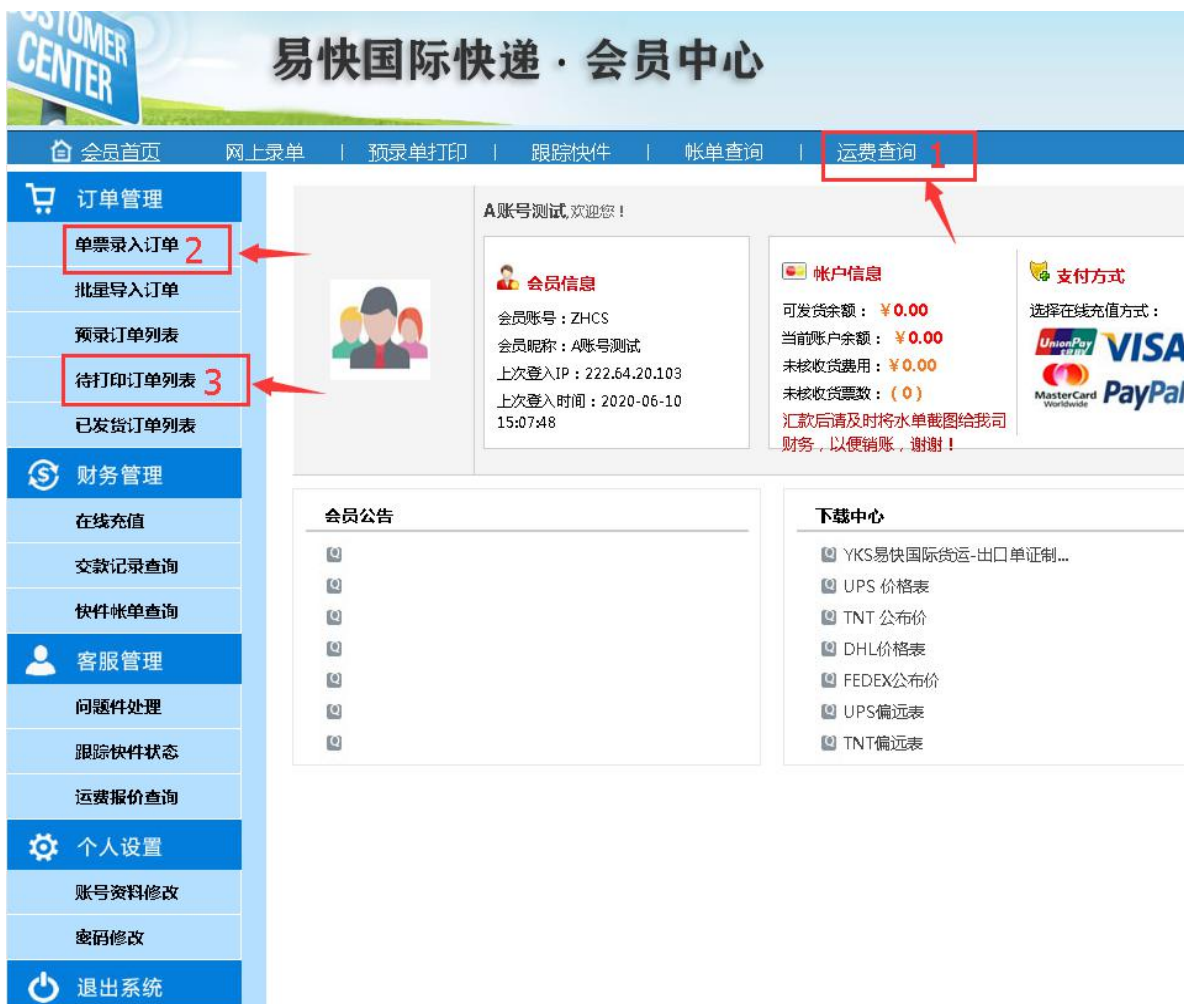 CUSTOMER
CENTER
易快国际快递·会员中心
会员首页 网上录单 | 预录单打印 | 跟踪快件 | 帐单查询 | 运费查询 1
订单管理
单票录入订单 2
批量导入订单
预录订单列表
待打印订单列表 3
已发货订单列表
财务管理
在线充值
交款记录查询
快件帐单查询
客服管理
问题件处理
跟踪快件状态
运费报价查询
个人设置
账号资料修改
密码修改
退出系统
A账号测试,欢迎您!
会员信息
会员账号:ZHCS
会员昵称:A账号测试
上次登入IP:222.64.20.103
上次登入时间:2020-06-10
15:07:48
帐户信息
可发货余额: ¥0.00
当前账户余额: ¥0.00
未核收货费用:¥0.00
未核收货票数:(0)
汇款后请及时将水单截图给我司
财务,以便销账,谢谢!
支付方式
选择在线充值方式:
UnionPay
银联
VISA
MasterCard
Worldwide
PayPal
会员公告
下载中心
YKS易快国际货运-出口单证制...
UPS 价格表
TNT 公布价
DHL价格表
FEDEX公布价
UPS偏远表
TNT偏远表